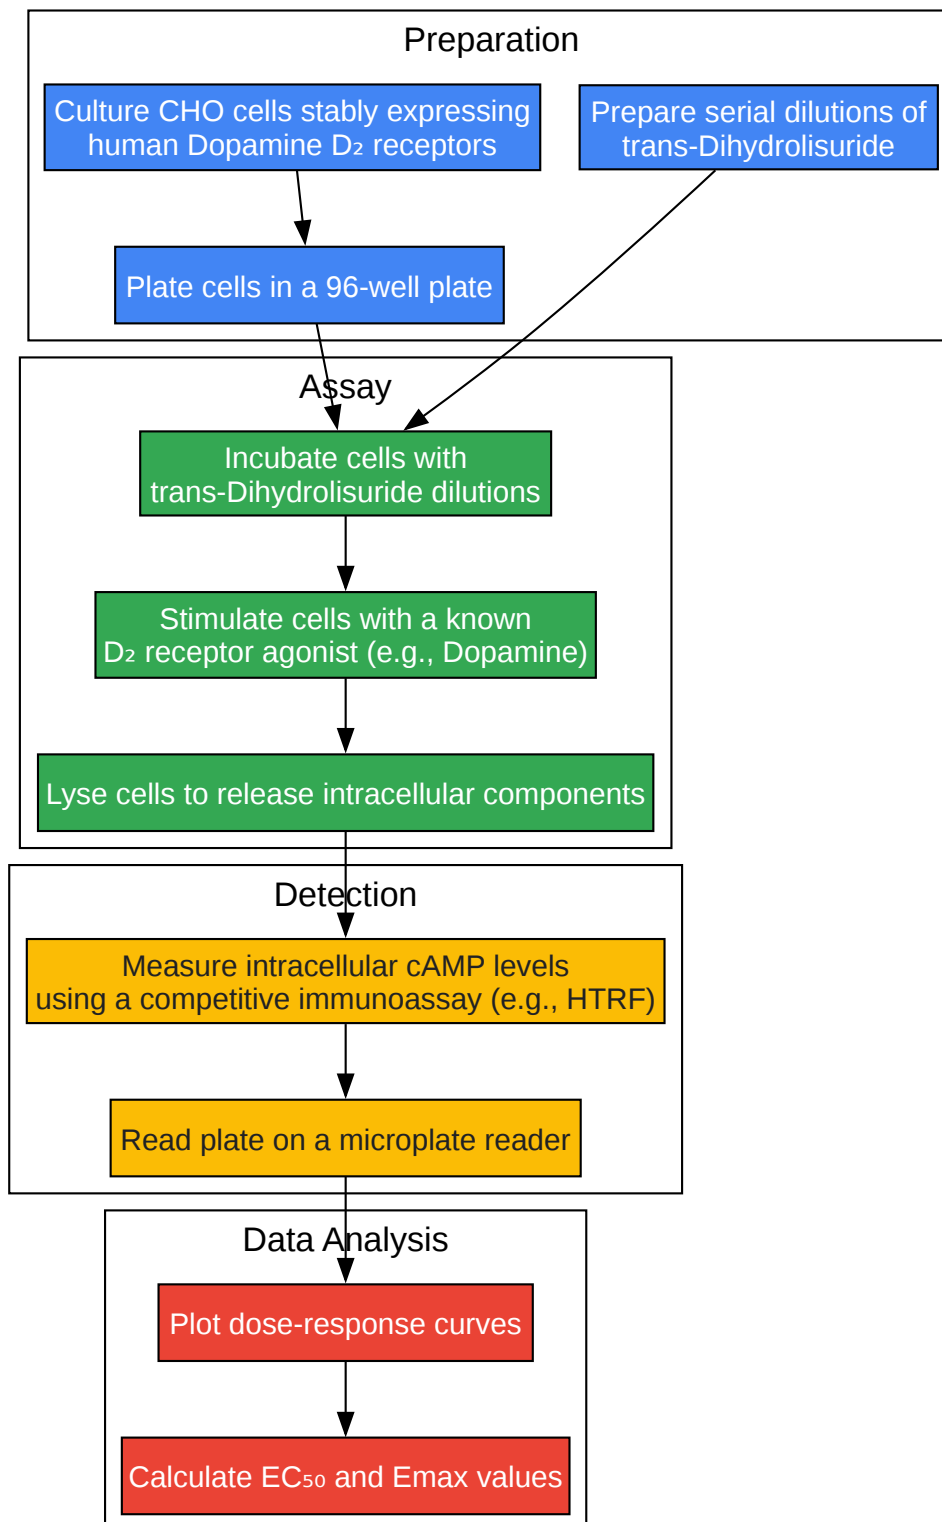 Preparation
Culture CHO cells stably expressing
human Dopamine D₂ receptors
Prepare serial dilutions of
trans-Dihydrolisuride
Plate cells in a 96-well plate
Assay
Incubate cells with
trans-Dihydrolisuride dilutions
Stimulate cells with a known
D₂ receptor agonist (e.g., Dopamine)
Lyse cells to release intracellular components
Detection
Measure intracellular cAMP levels
using a competitive immunoassay (e.g., HTRF)
Read plate on a microplate reader
Data Analysis
Plot dose-response curves
Calculate EC₅₀ and Emax values